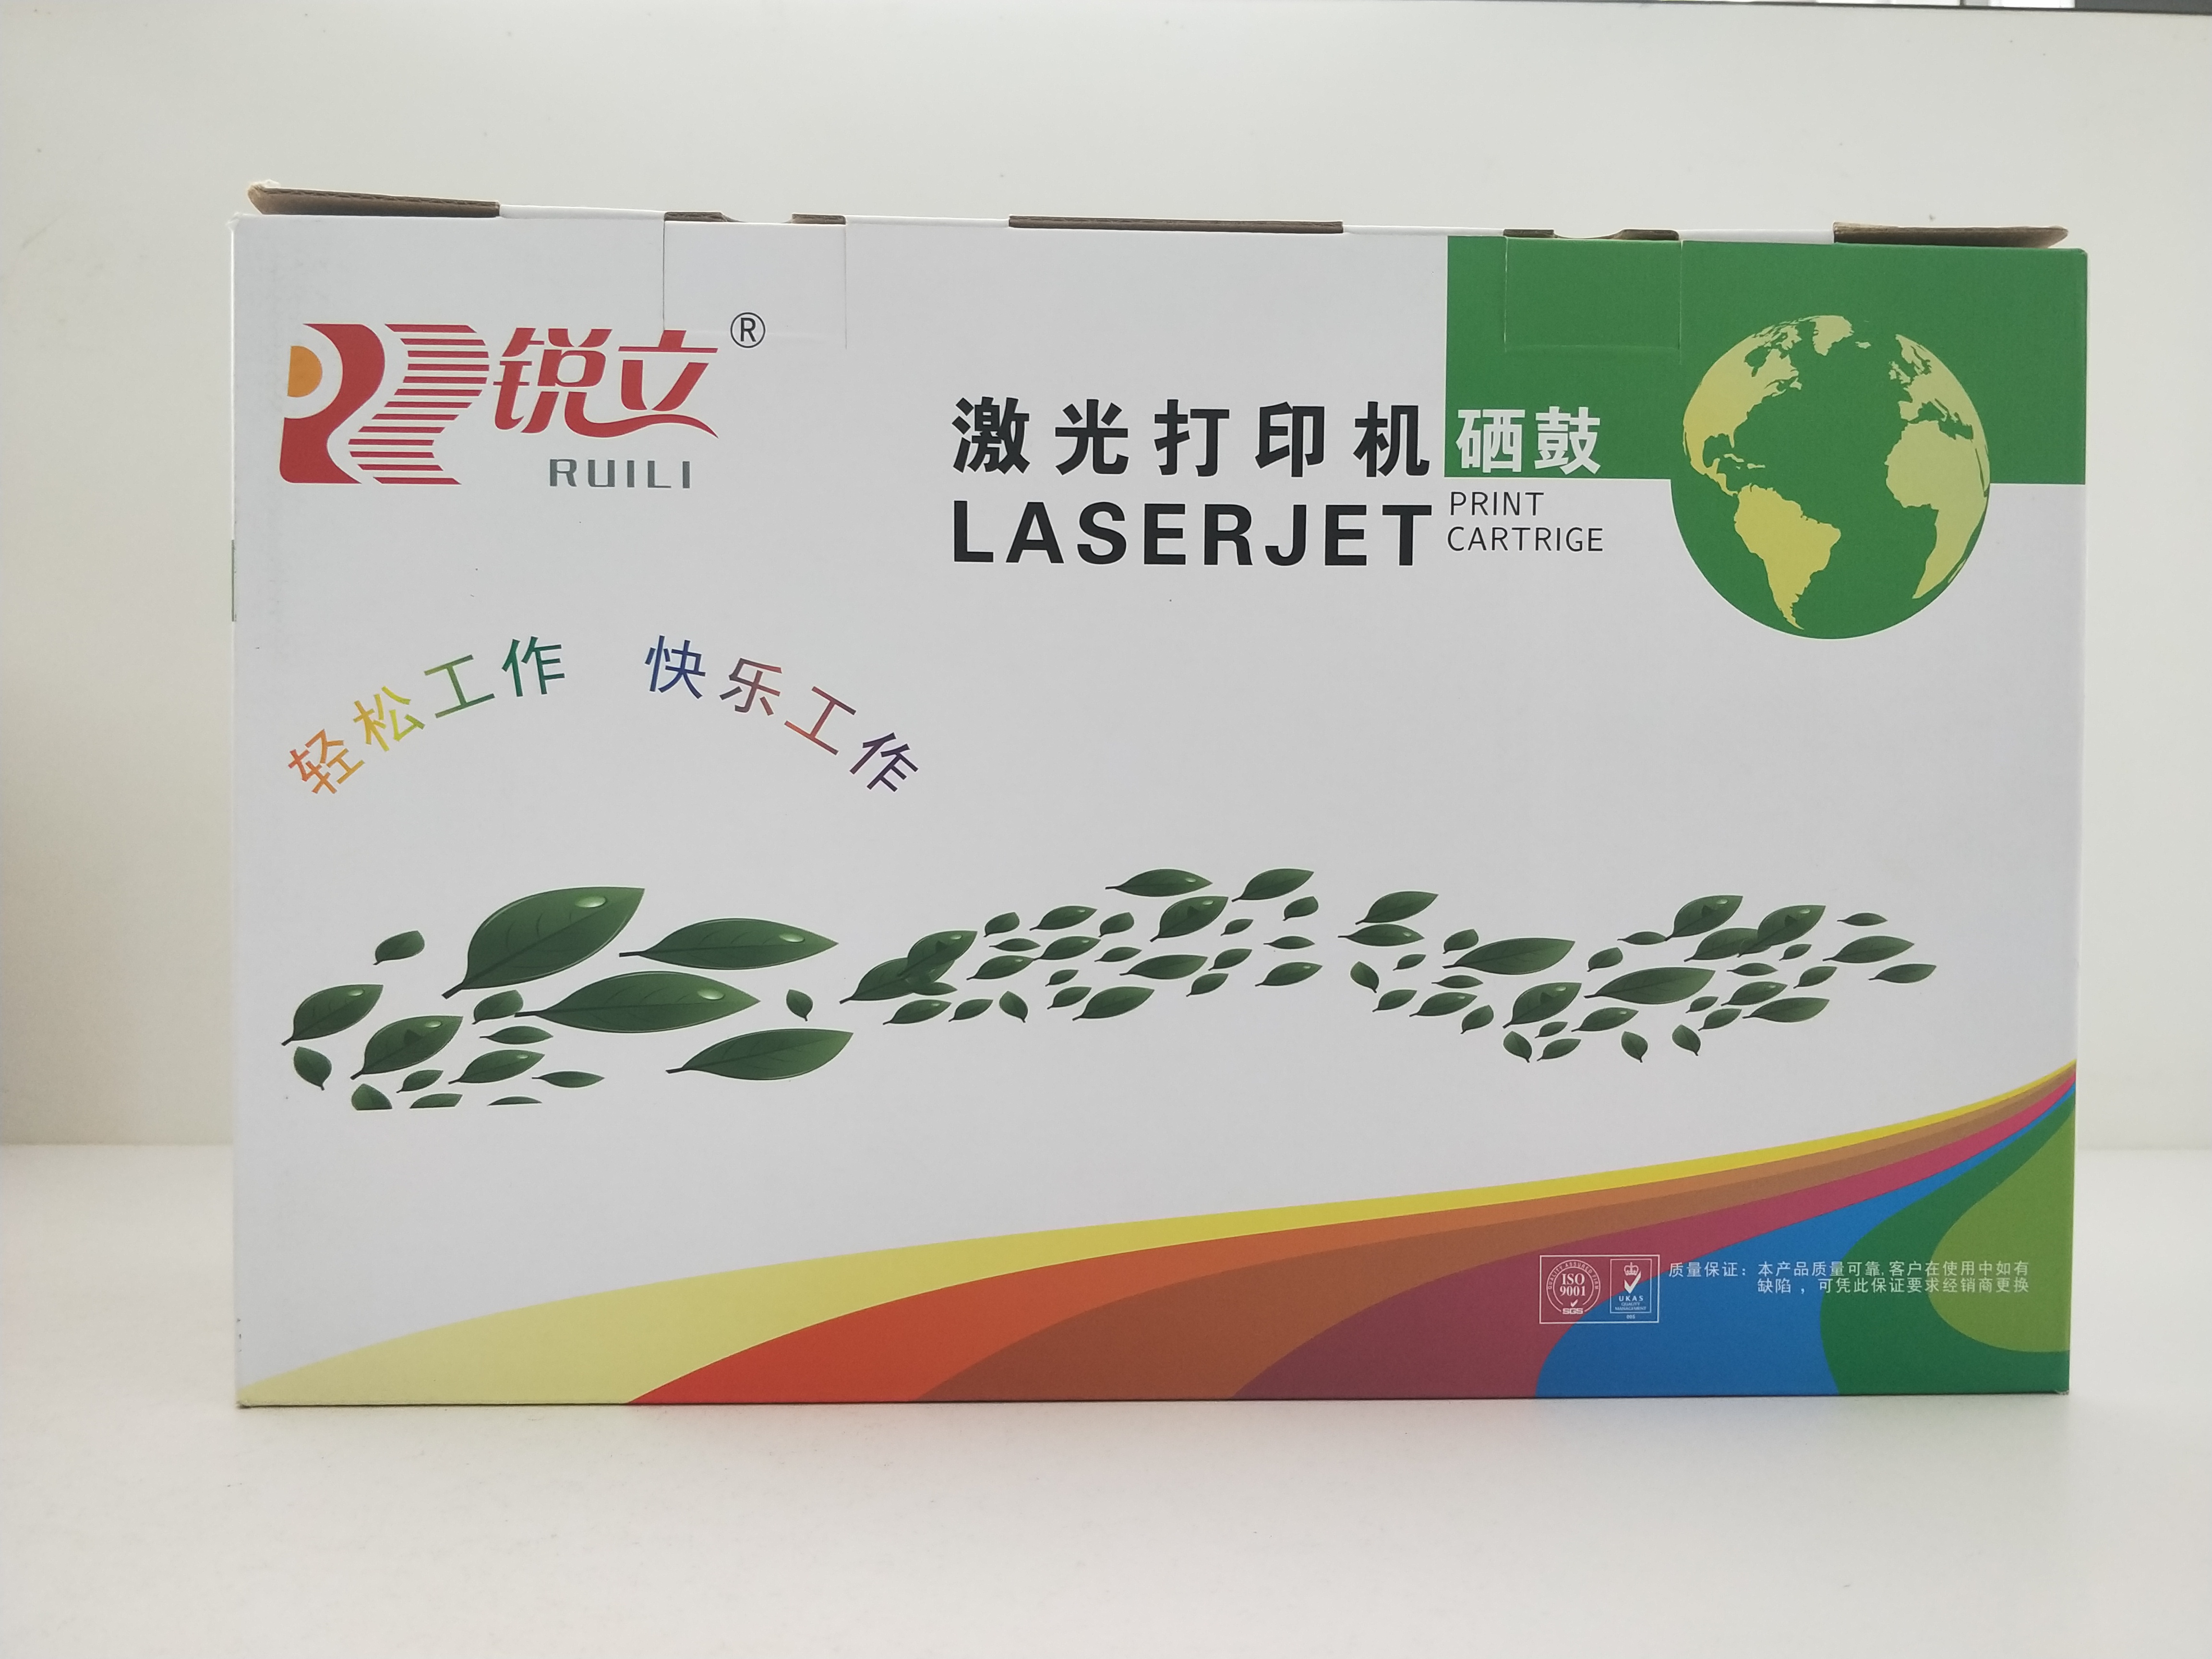 锐立®
RUILI
激光打印机硒鼓
LASERJET PRINT
CARTRIGE
轻松工作 快乐工作
ISO
9001
SGS
UKAS
QUALITY
MANAGEMENT
质量保证：本产品质量可靠,客户在使用中如有
缺陷，可凭此保证要求经销商更换